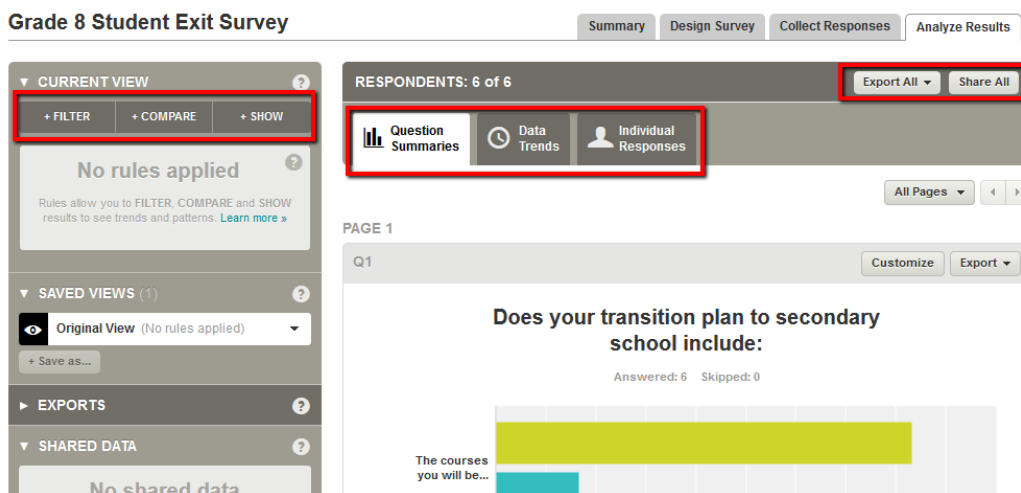 Grade 8 Student Exit Survey
Summary
Design Survey
Collect Responses
Analyze Results
▼ CURRENT VIEW ?
+ FILTER
+ COMPARE
+ SHOW
No rules applied ?
Rules allow you to FILTER, COMPARE and SHOW
results to see trends and patterns. Learn more »
▼ SAVED VIEWS (1) ?
Original View (No rules applied)
+ Save as...
► EXPORTS ?
▼ SHARED DATA ?
No shared data
RESPONDENTS: 6 of 6
Export All
Share All
Question
Summaries
Data
Trends
Individual
Responses
All Pages
PAGE 1
Q1
Customize
Export
Does your transition plan to secondary
school include:
Answered: 6 Skipped: 0
The courses
you will be...